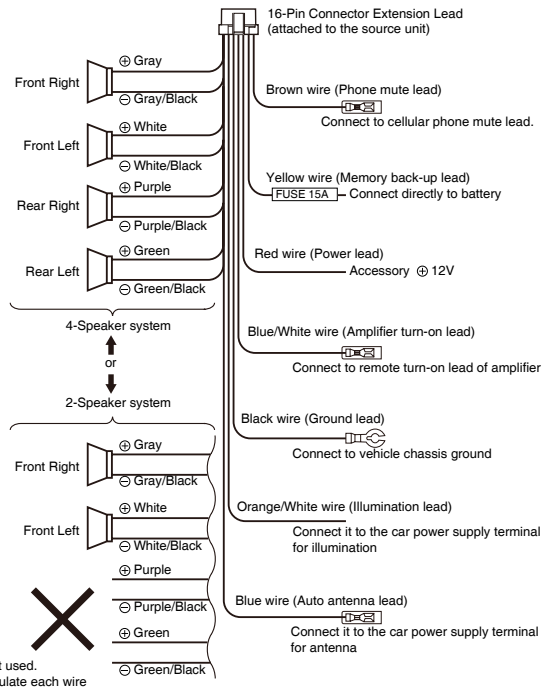 16-Pin Connector Extension Lead
(attached to the source unit)
Front Right
⊕ Gray
⊖ Gray/Black
Front Left
⊕ White
⊖ White/Black
Rear Right
⊕ Purple
⊖ Purple/Black
Rear Left
⊕ Green
⊖ Green/Black
4-Speaker system
or
2-Speaker system
Front Right
⊕ Gray
⊖ Gray/Black
Front Left
⊕ White
⊖ White/Black
⊕ Purple
⊖ Purple/Black
⊕ Green
⊖ Green/Black
used.
each wire
Brown wire (Phone mute lead)
Connect to cellular phone mute lead.
Yellow wire (Memory back-up lead)
FUSE 15A
Connect directly to battery
Red wire (Power lead)
Accessory ⊕ 12V
Blue/White wire (Amplifier turn-on lead)
Connect to remote turn-on lead of amplifier
Black wire (Ground lead)
Connect to vehicle chassis ground
Orange/White wire (Illumination lead)
Connect it to the car power supply terminal
for illumination
Blue wire (Auto antenna lead)
Connect it to the car power supply terminal
for antenna